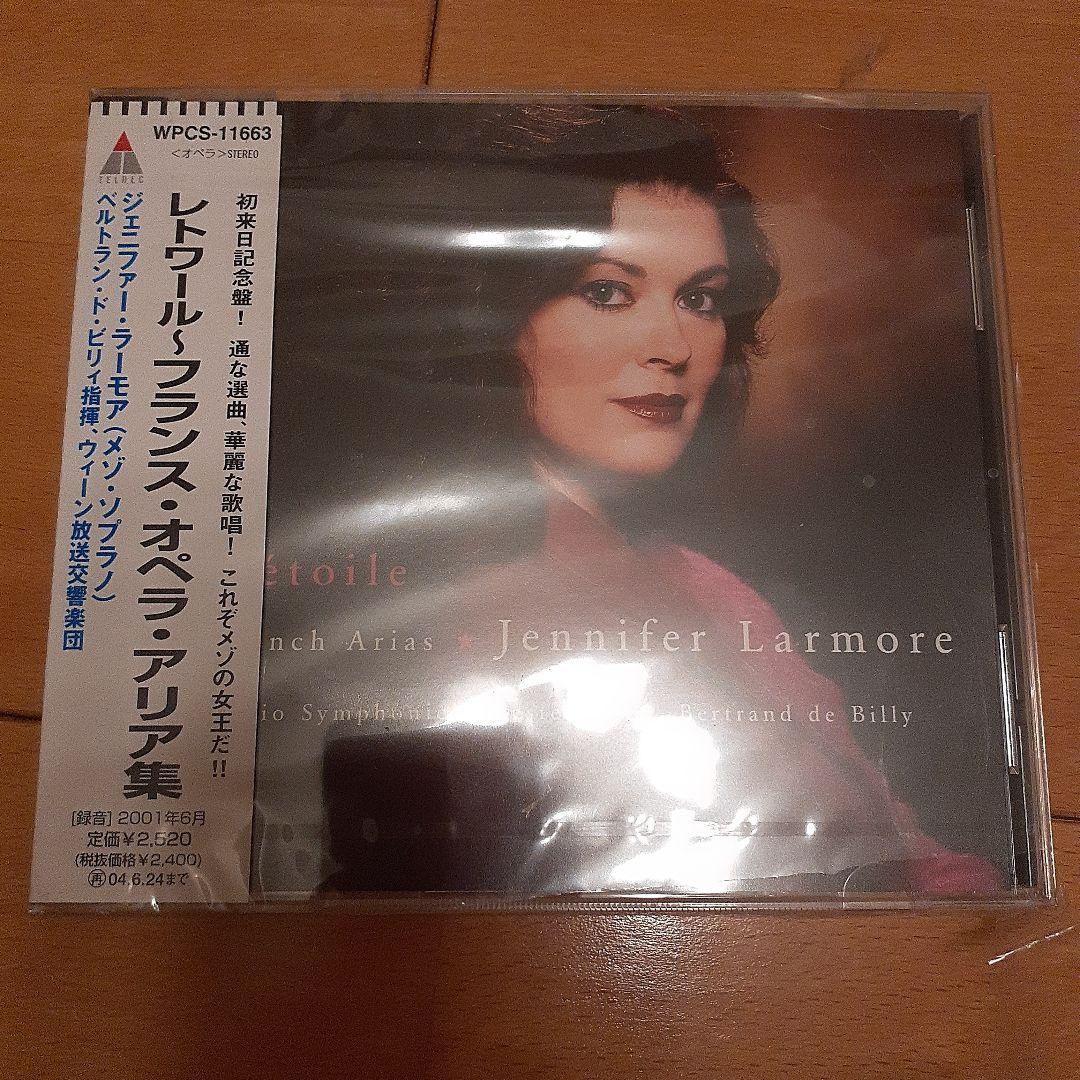 WPCS-11663
<オペラ>STEREO
TELDEC
初来日記念盤! 通な選曲、華麗な歌唱! これぞメゾの女王だ!!
レトワール〜フランス・オペラ・アリア集
ジェニファー・ラーモア(メゾ・ソプラノ)
ベルトラン・ド・ビリィ指揮、ウィーン放送交響楽団
[録音] 2001年6月
定価¥2,520
(税抜価格¥2,400)
再04.6.24まで
étoile
nch Arias ★ Jennifer Larmore
io Symphoni Bertrand de Billy